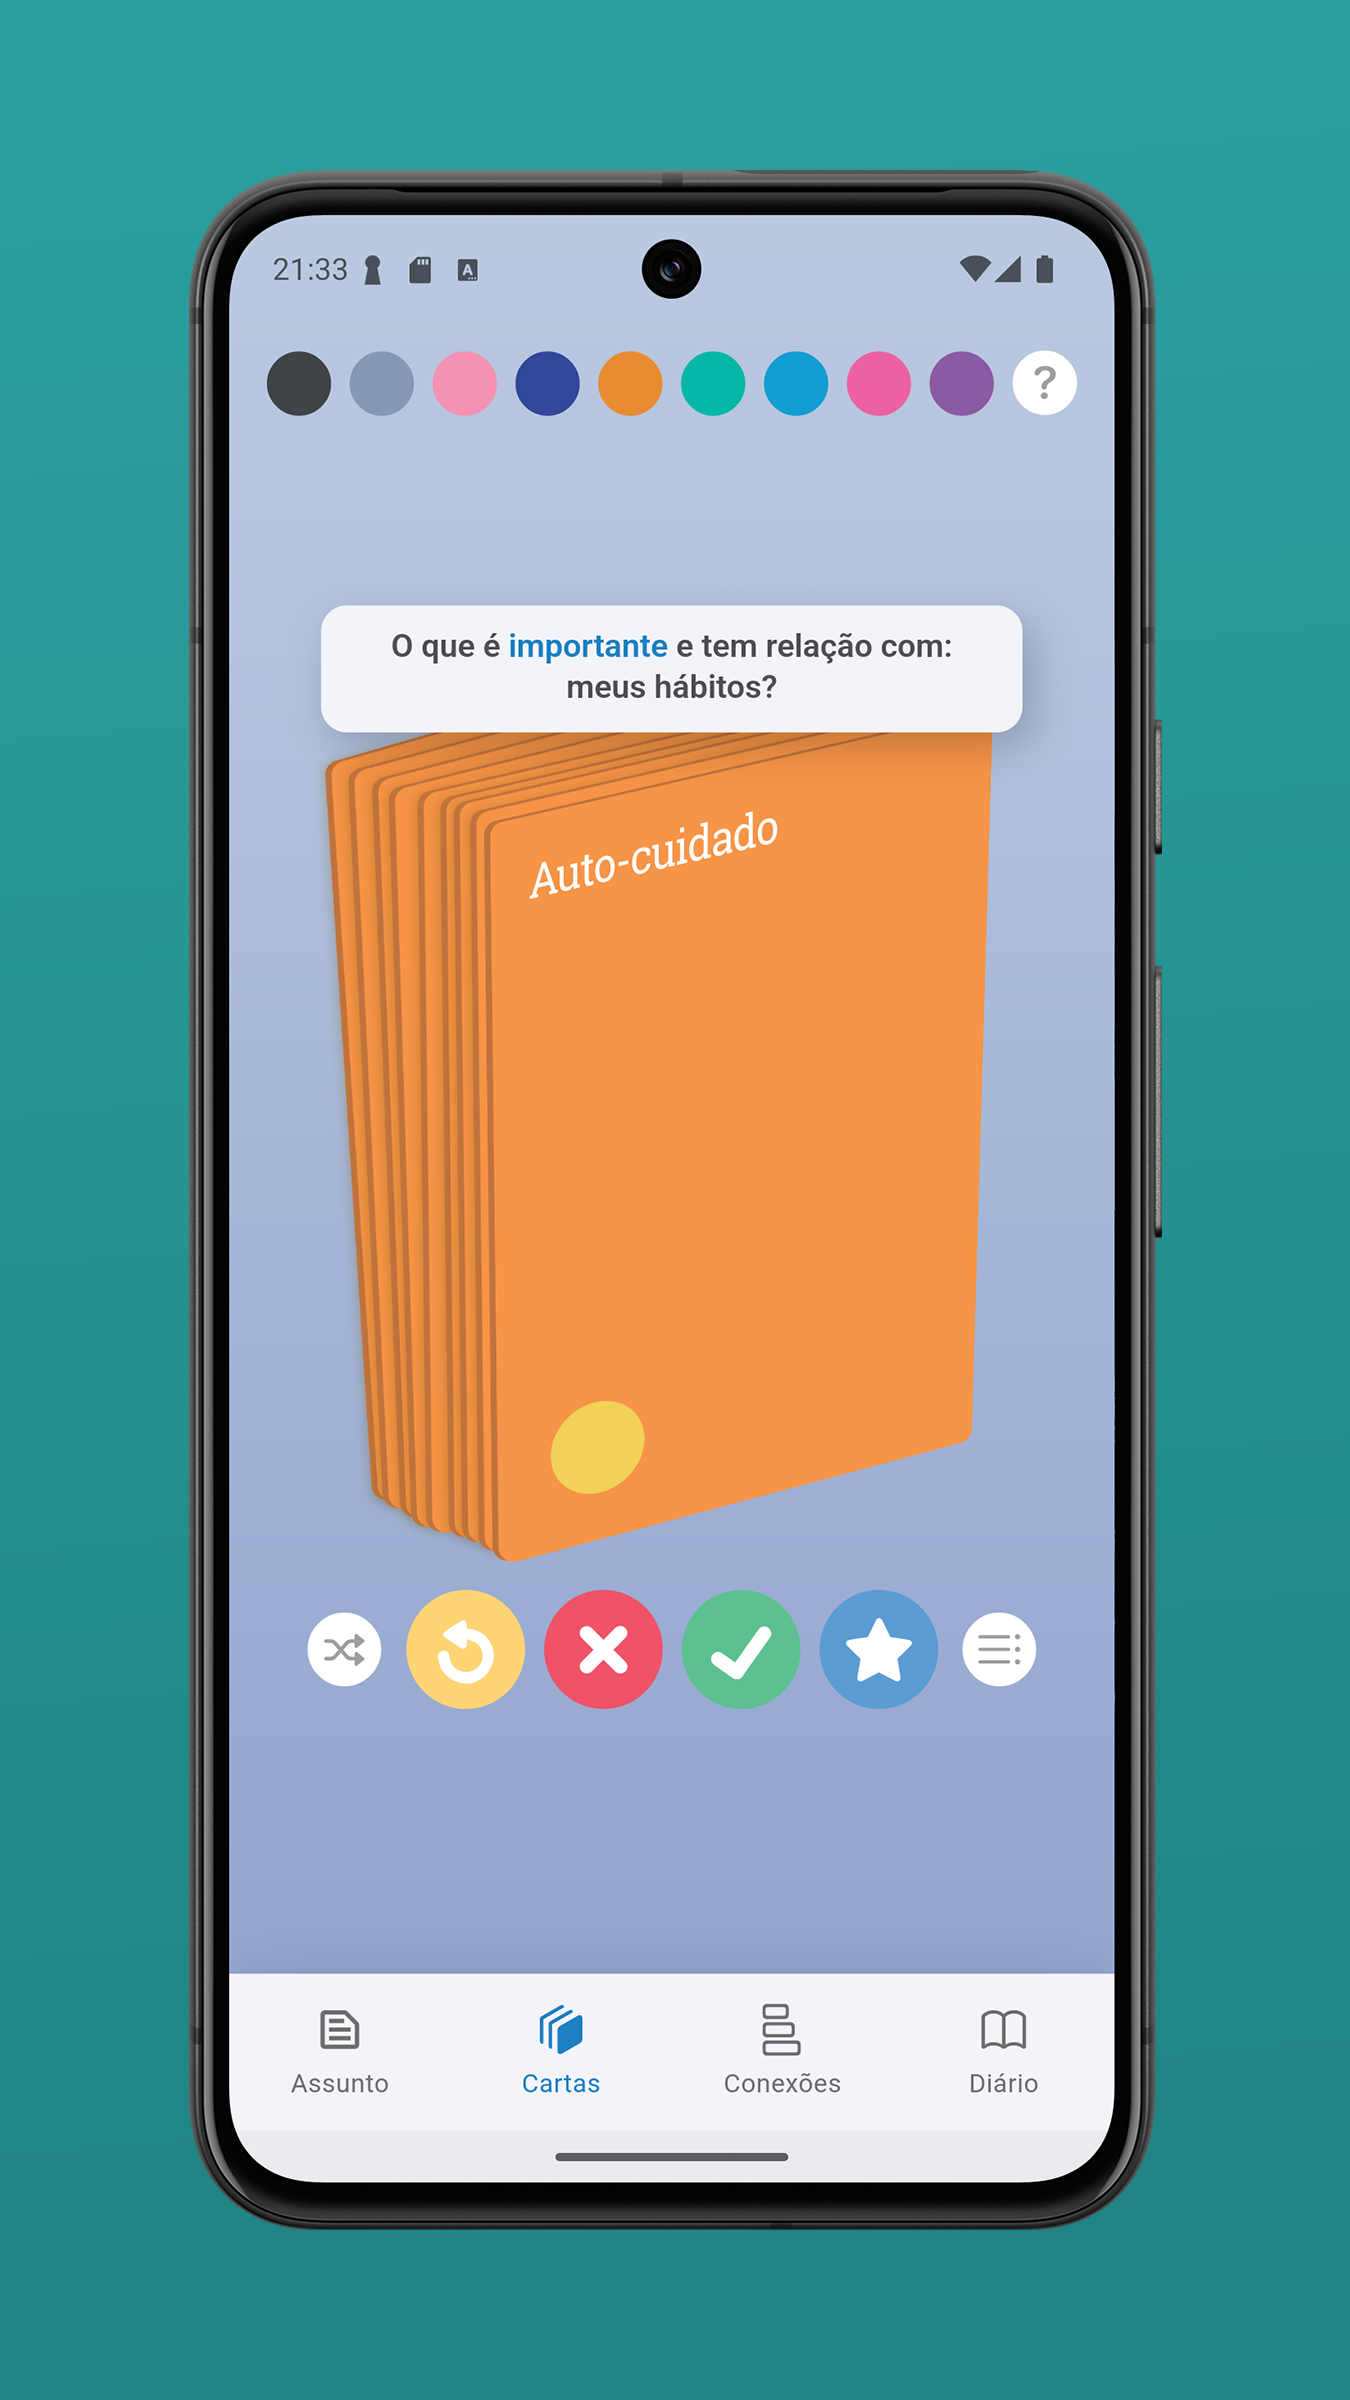 21:33
?
O que é importante e tem relação com:
meus hábitos?
Auto-cuidado
Assunto
Cartas
Conexões
Diário